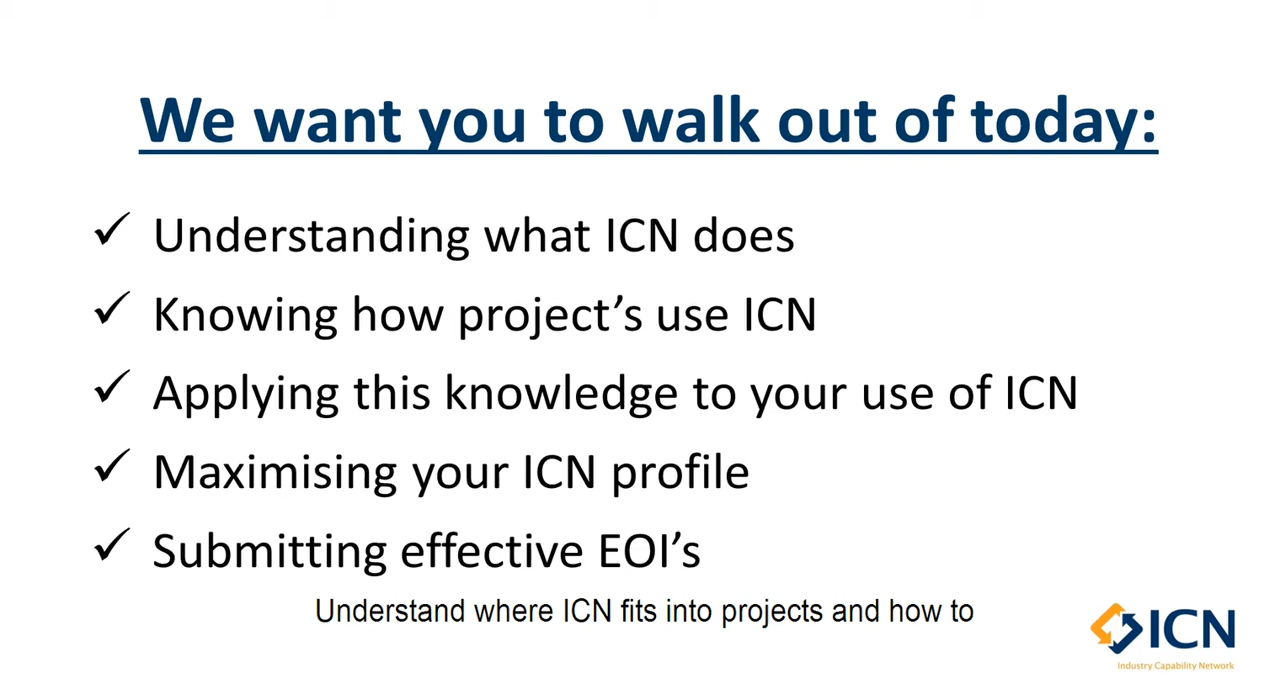 We want you to walk out of today:
✓ Understanding what ICN does
✓ Knowing how project’s use ICN
✓ Applying this knowledge to your use of ICN
✓ Maximising your ICN profile
✓ Submitting effective EOI’s
Understand where ICN fits into projects and how to
ICN
Industry Capability Network